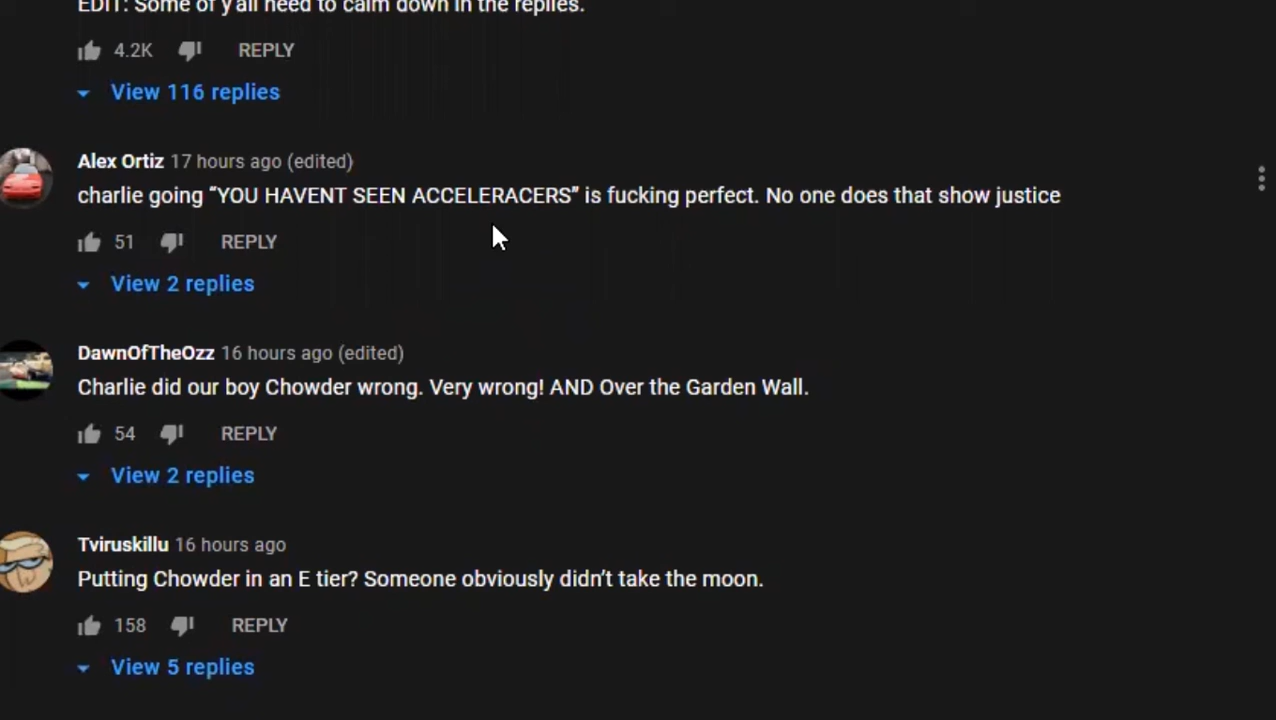 EDIT: Some of y'all need to calm down in the replies.
4.2K REPLY
View 116 replies
Alex Ortiz 17 hours ago (edited)
charlie going “YOU HAVENT SEEN ACCELERACERS” is fucking perfect. No one does that show justice
51 REPLY
View 2 replies
DawnOfTheOzz 16 hours ago (edited)
Charlie did our boy Chowder wrong. Very wrong! AND Over the Garden Wall.
54 REPLY
View 2 replies
Tviruskillu 16 hours ago
Putting Chowder in an E tier? Someone obviously didn't take the moon.
158 REPLY
View 5 replies